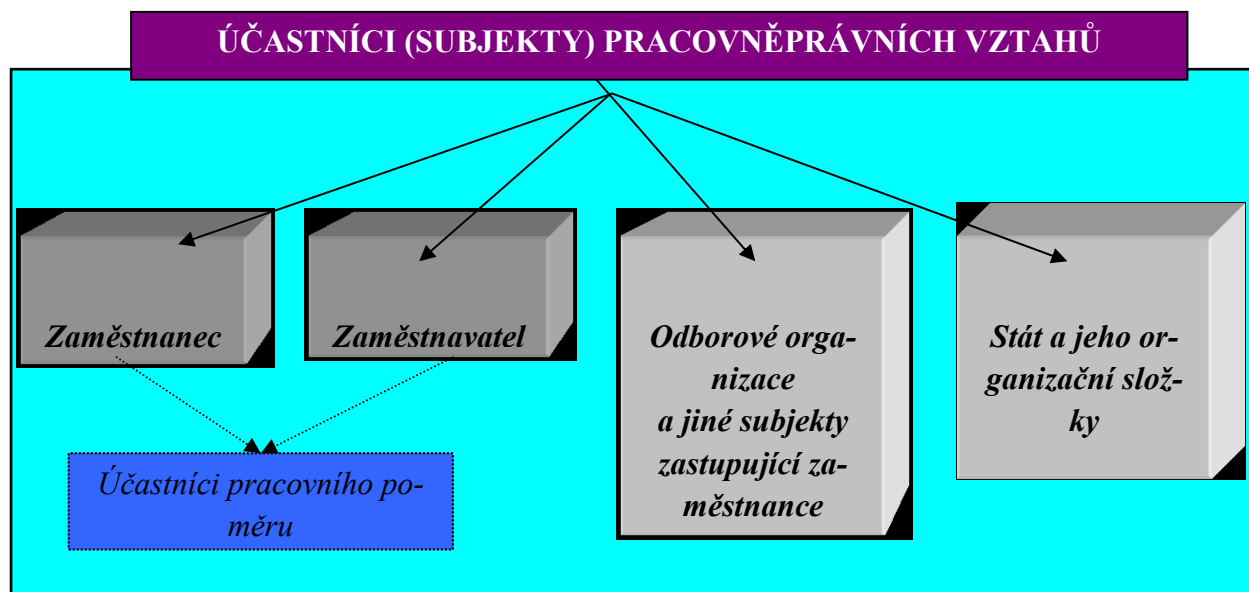 ÚČASTNÍCI (SUBJEKTY) PRACOVNĚPRÁVNÍCH VZTAHŮ
Zaměstnanec
Zaměstnavatel
Odborové orga-
nizace
a jiné subjekty
zastupující za-
městnance
Stát a jeho or-
ganizační slož-
ky
Účastníci pracovního po-
měru